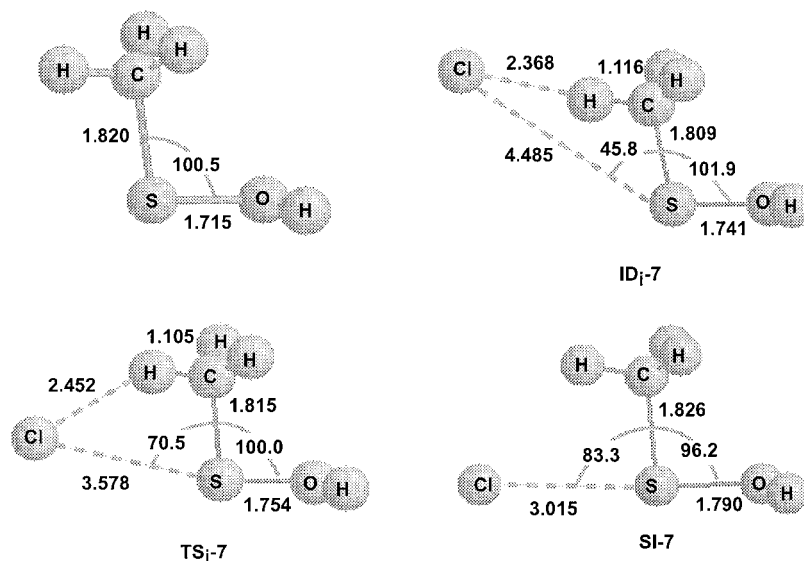 H
H
H
C
1.820
100.5
S
O
H
1.715
Cl
2.368
1.116
H
H
C
1.809
4.485
45.8
101.9
S
O
H
1.741
IDi-7
1.105
H
H
H
C
2.452
1.815
Cl
70.5
100.0
3.578
S
O
H
1.754
TSi-7
H
H
C
1.826
83.3
96.2
Cl
S
O
H
3.015
1.790
SI-7